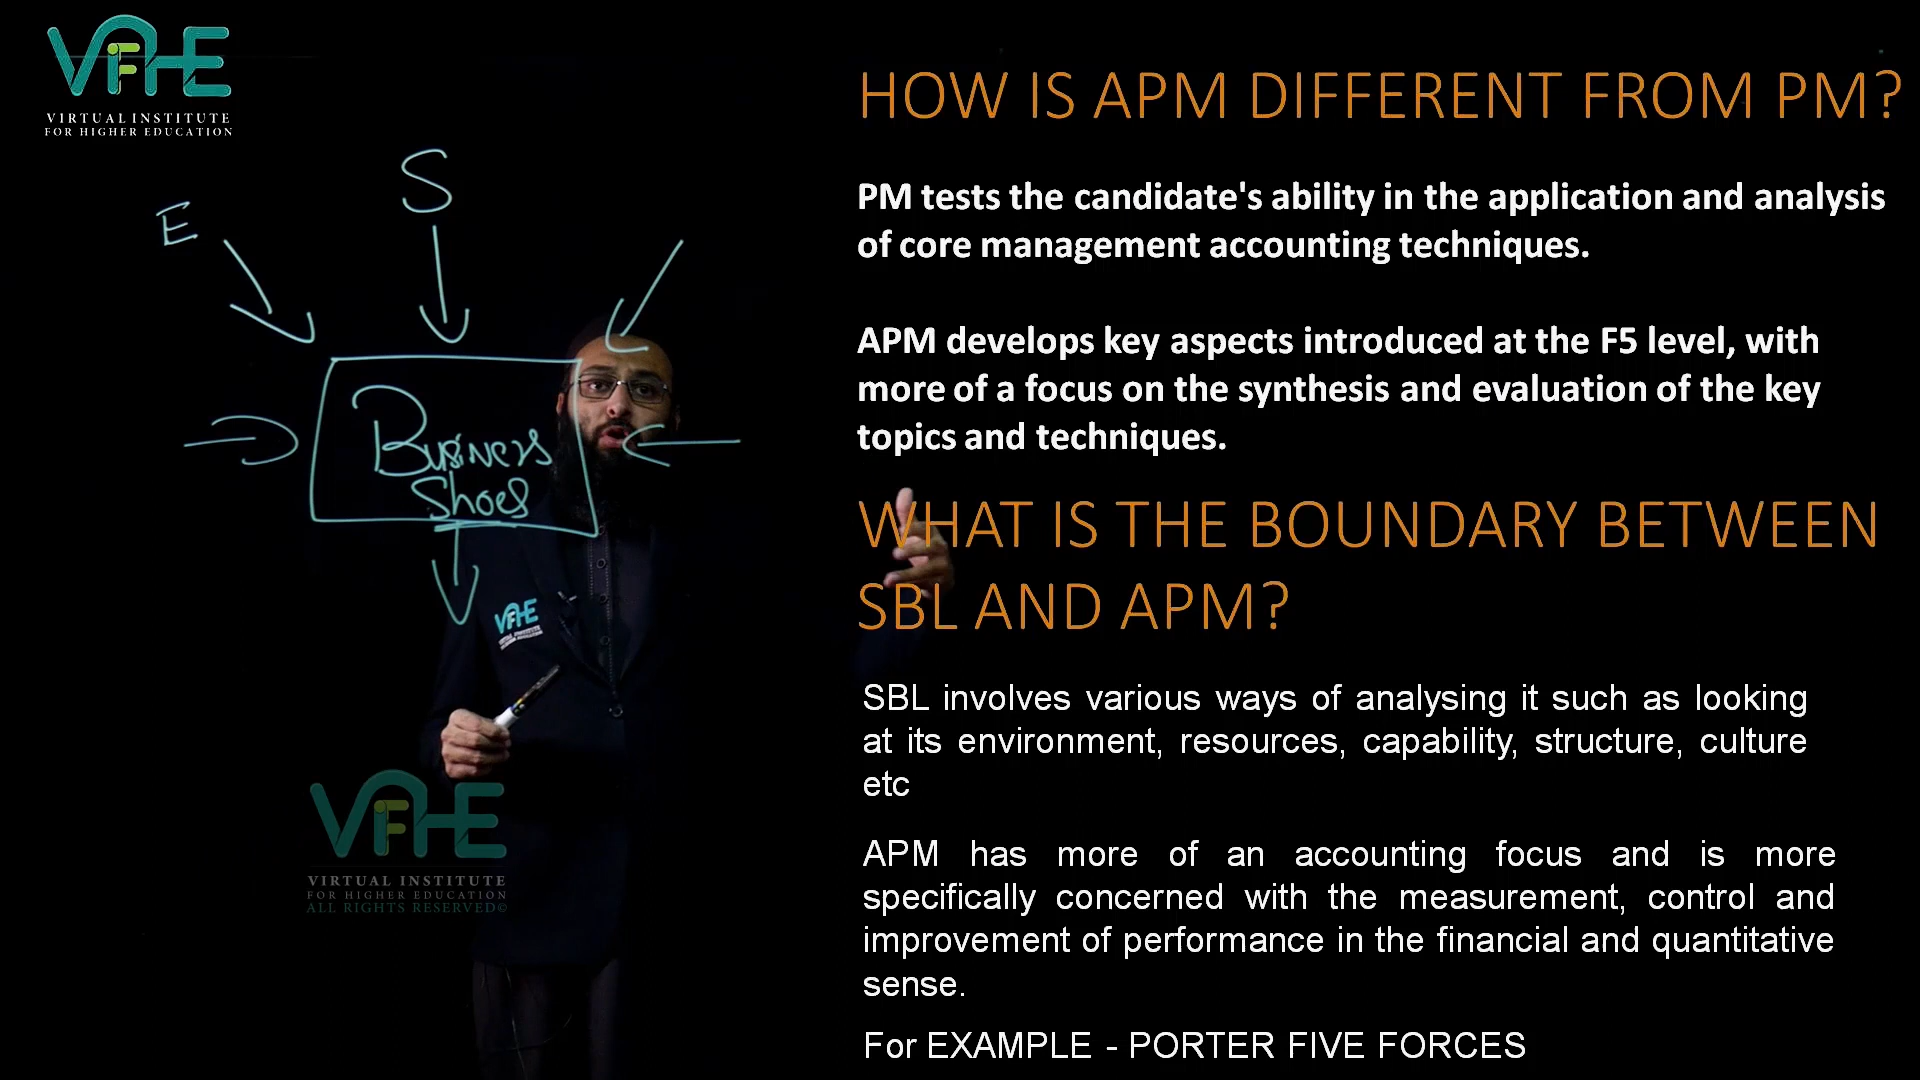 VIFHE
VIRTUAL INSTITUTE
FOR HIGHER EDUCATION
E
S
Business
Shoes
VIFHE
VIRTUAL INSTITUTE
FOR HIGHER EDUCATION
ALL RIGHTS RESERVED©
HOW IS APM DIFFERENT FROM PM?
PM tests the candidate's ability in the application and analysis
of core management accounting techniques.
APM develops key aspects introduced at the F5 level, with
more of a focus on the synthesis and evaluation of the key
topics and techniques.
WHAT IS THE BOUNDARY BETWEEN
SBL AND APM?
SBL involves various ways of analysing it such as looking
at its environment, resources, capability, structure, culture
etc
APM has more of an accounting focus and is more
specifically concerned with the measurement, control and
improvement of performance in the financial and quantitative
sense.
For EXAMPLE - PORTER FIVE FORCES